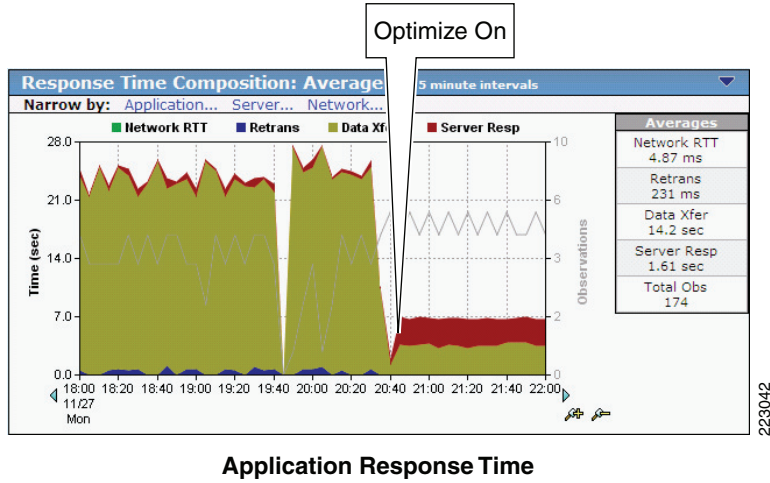 Optimize On
Response Time Composition: Average 5 minute intervals
Narrow by: Application... Server... Network...
Network RTT Retrans Data Xf Server Resp
28.0
21.0
14.0
7.0
0.0
Time (sec)
10
6
3
2
0
Observations
18:00 18:20 18:40 19:00 19:20 19:40 20:00 20:20 20:40 21:00 21:20 21:40 22:00
11/27
Mon
Averages
Network RTT
4.87 ms
Retrans
231 ms
Data Xfer
14.2 sec
Server Resp
1.61 sec
Total Obs
174
223042
Application Response Time